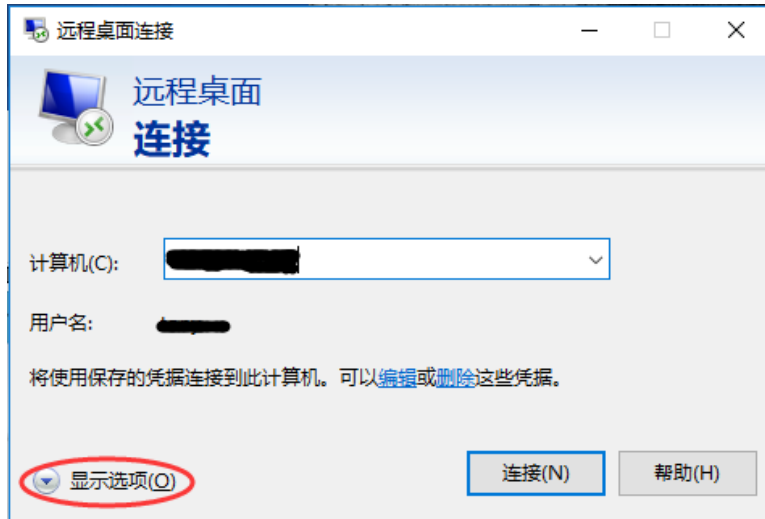 远程桌面连接
远程桌面
连接
计算机(C):
用户名:
将使用保存的凭据连接到此计算机。可以编辑或删除这些凭据。
显示选项(O) 连接(N) 帮助(H)